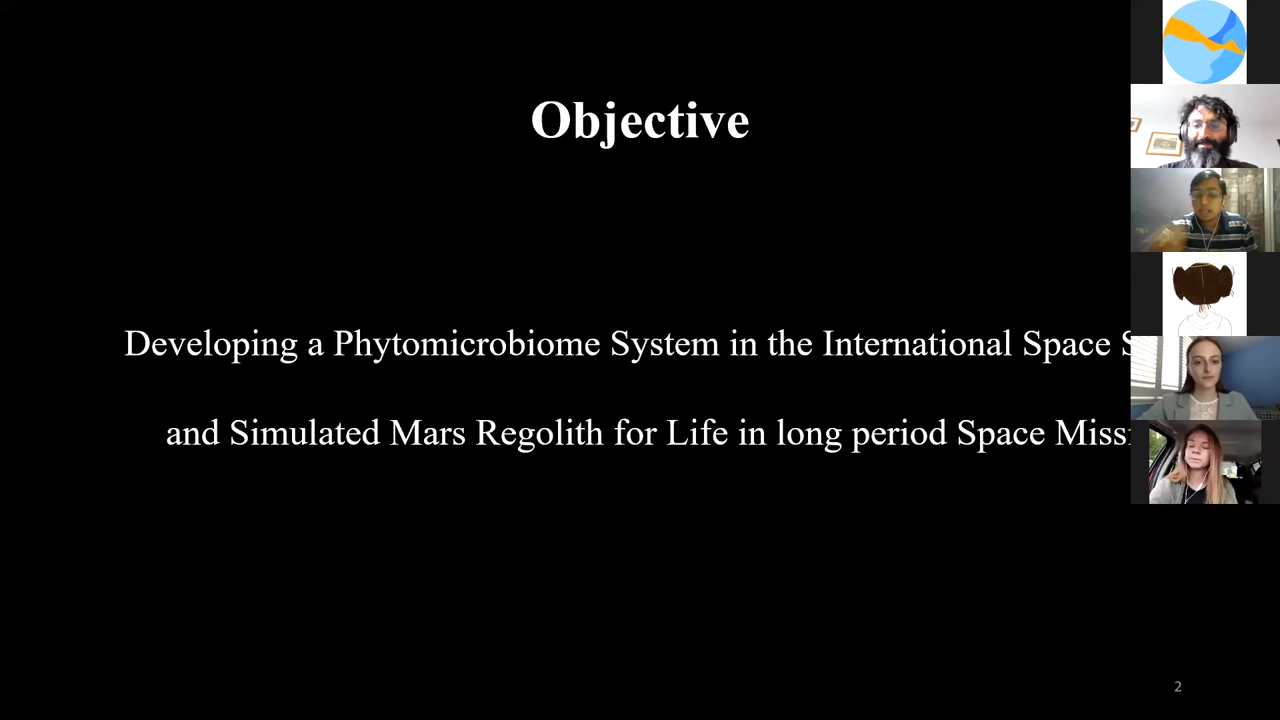 Objective
Developing a Phytomicrobiome System in the International Space
and Simulated Mars Regolith for Life in long period Space
2